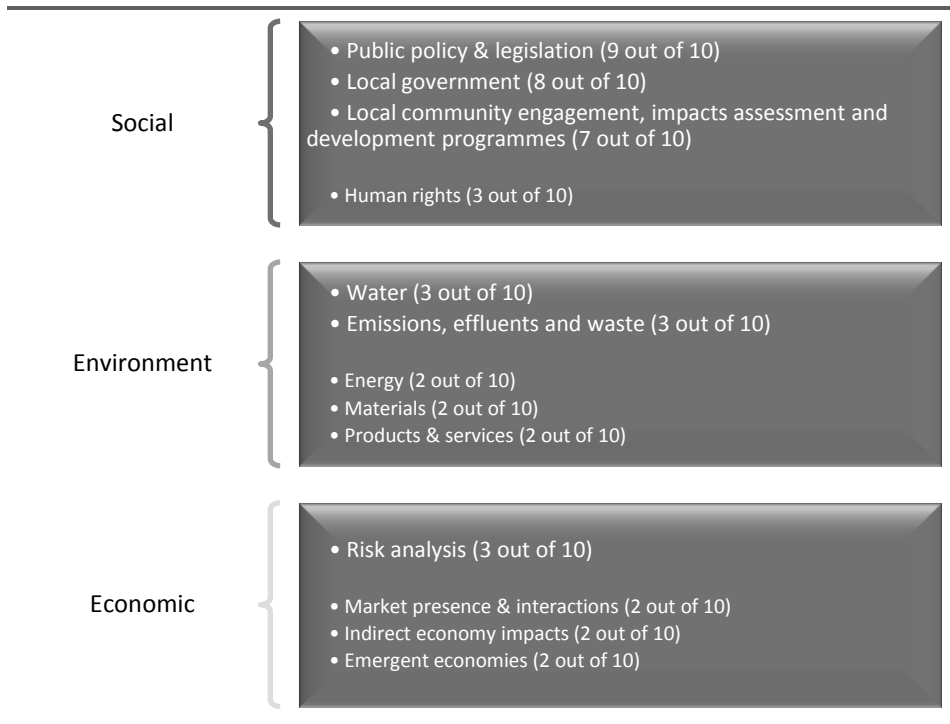 Social
• Public policy & legislation (9 out of 10)
• Local government (8 out of 10)
• Local community engagement, impacts assessment and
development programmes (7 out of 10)
• Human rights (3 out of 10)
Environment
• Water (3 out of 10)
• Emissions, effluents and waste (3 out of 10)
• Energy (2 out of 10)
• Materials (2 out of 10)
• Products & services (2 out of 10)
Economic
• Risk analysis (3 out of 10)
• Market presence & interactions (2 out of 10)
• Indirect economy impacts (2 out of 10)
• Emergent economies (2 out of 10)